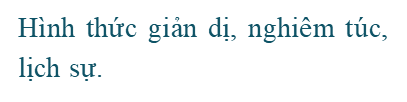 Hình thức giản dị, nghiêm túc,
lịch sự.